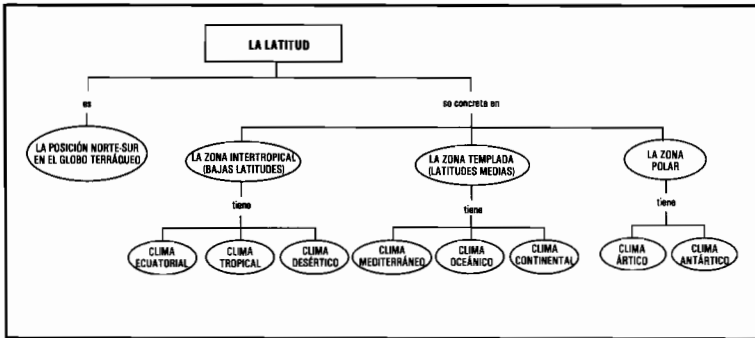 LA LATITUD
es
se concreta en
LA POSICIÓN NORTE-SUR
EN EL GLOBO TERRÁQUEO
LA ZONA INTERTROPICAL
(BAJAS LATITUDES)
LA ZONA TEMPLADA
(LATITUDES MEDIAS)
LA ZONA
POLAR
tiene
tiene
tiene
CLIMA
ECUATORIAL
CLIMA
TROPICAL
CLIMA
DESÉRTICO
CLIMA
MEDITERRÁNEO
CLIMA
OCEÁNICO
CLIMA
CONTINENTAL
CLIMA
ÁRTICO
CLIMA
ANTÁRTICO